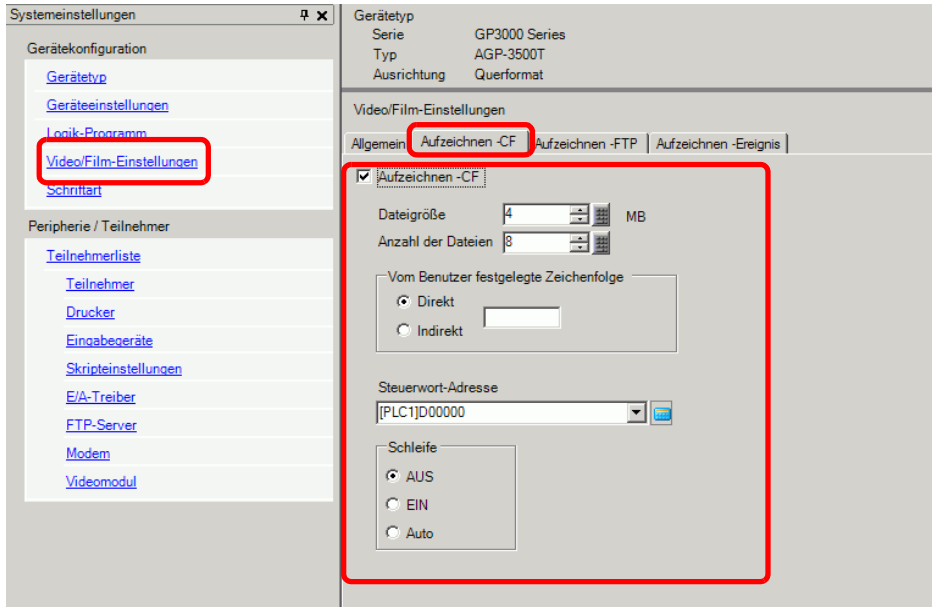 Systemeinstellungen
Gerätekonfiguration
Gerätetyp
Geräteeinstellungen
Logik-Programm
Video/Film-Einstellungen
Schriftart
Peripherie / Teilnehmer
Teilnehmerliste
Teilnehmer
Drucker
Eingabegeräte
Skripteinstellungen
E/A-Treiber
FTP-Server
Modem
Videomodul
Gerätetyp
Serie GP3000 Series
Typ AGP-3500T
Ausrichtung Querformat
Video/Film-Einstellungen
Allgemein Aufzeichnen -CF Aufzeichnen -FTP Aufzeichnen -Ereignis
Aufzeichnen -CF
Dateigröße 4 MB
Anzahl der Dateien 8
Vom Benutzer festgelegte Zeichenfolge
Direkt
Indirekt
Steuerwort-Adresse
[PLC1]D00000
Schleife
AUS
EIN
Auto